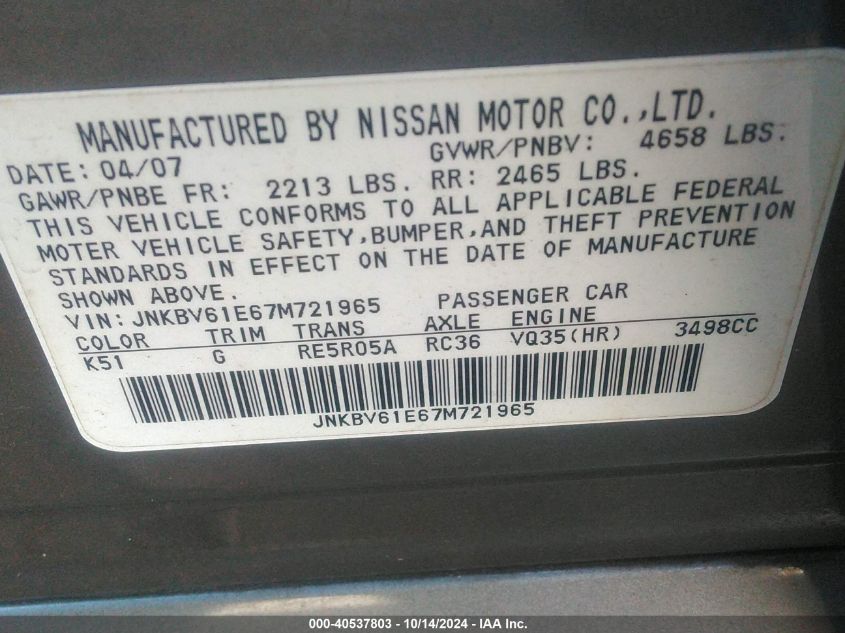 MANUFACTURED BY NISSAN MOTOR CO.,LTD.
DATE: 04/07 GVWR/PNBV: 4658 LBS.
GAWR/PNBE FR: 2213 LBS. RR: 2465 LBS.
THIS VEHICLE CONFORMS TO ALL APPLICABLE FEDERAL
MOTER VEHICLE SAFETY,BUMPER,AND THEFT PREVENTION
STANDARDS IN EFFECT ON THE DATE OF MANUFACTURE
SHOWN ABOVE.
VIN:JNKBV61E67M721965 PASSENGER CAR
COLOR TRIM TRANS AXLE ENGINE
K51 G RE5R05A RC36 VQ35(HR) 3498CC
JNKBV61E67M721965
000-40537803 - 10/14/2024 - IAA Inc.